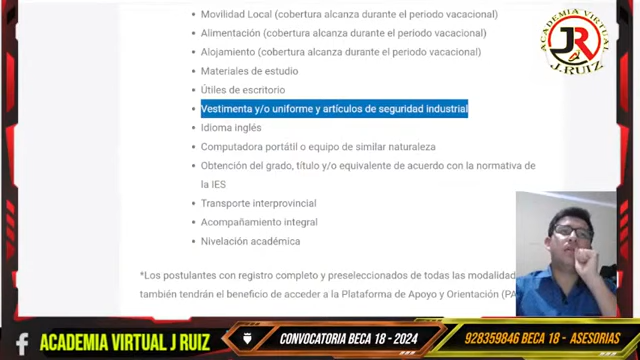 Movilidad Local (cobertura alcanza durante el periodo vacacional)
Alimentación (cobertura alcanza durante el periodo vacacional)
Alojamiento (cobertura alcanza durante el periodo vacacional)
Materiales de estudio
Útiles de escritorio
Vestimenta y/o uniforme y artículos de seguridad industrial
Idioma inglés
Computadora portátil o equipo de similar naturaleza
Obtención del grado, título y/o equivalente de acuerdo con la normativa de
la IES
Transporte interprovincial
Acompañamiento integral
Nivelación académica
*Los postulantes con registro completo y preseleccionados de todas las modalidad
también tendrán el beneficio de acceder a la Plataforma de Apoyo y Orientación (PA
ACADEMIA VIRTUAL
JR
J.RUIZ
ACADEMIA VIRTUAL J RUIZ
CONVOCATORIA BECA 18 - 2024
928359846 BECA 18 - ASESORIAS